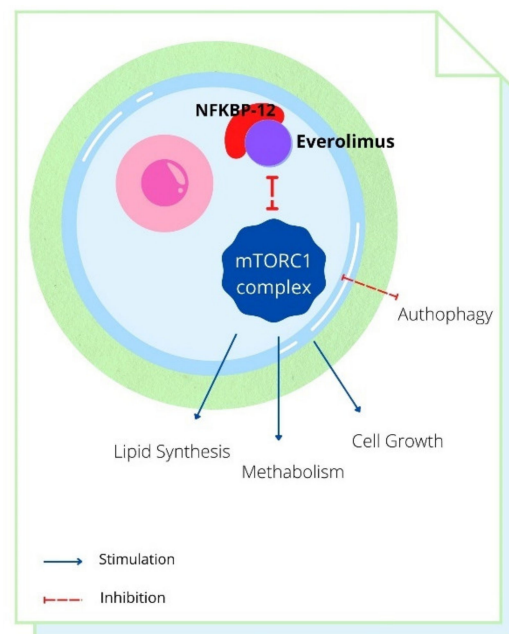 NFKBP-12
Everolimus
mTORC1
complex
Authophagy
Lipid Synthesis
Cell Growth
Methabolism
Stimulation
Inhibition